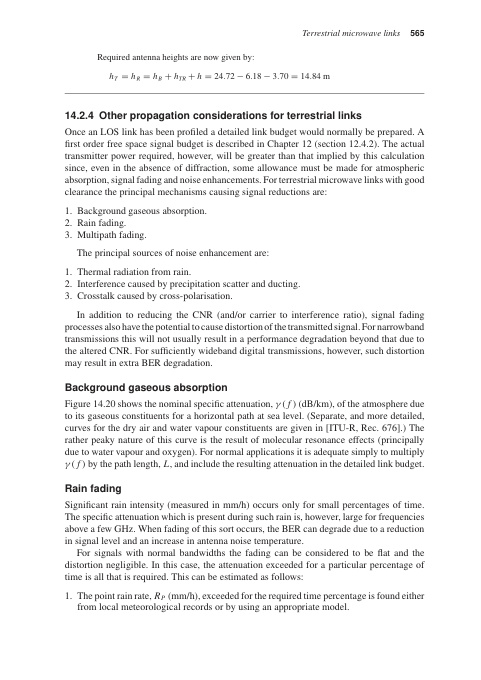 Terrestrial microwave links 565
Required antenna heights are now given by:
h_T = h_R = h_B + h_TR + h = 24.72 − 6.18 − 3.70 = 14.84 m
14.2.4 Other propagation considerations for terrestrial links
Once an LOS link has been profiled a detailed link budget would normally be prepared. A
first order free space signal budget is described in Chapter 12 (section 12.4.2). The actual
transmitter power required, however, will be greater than that implied by this calculation
since, even in the absence of diffraction, some allowance must be made for atmospheric
absorption, signal fading and noise enhancements. For terrestrial microwave links with good
clearance the principal mechanisms causing signal reductions are:
1. Background gaseous absorption.
2. Rain fading.
3. Multipath fading.
The principal sources of noise enhancement are:
1. Thermal radiation from rain.
2. Interference caused by precipitation scatter and ducting.
3. Crosstalk caused by cross-polarisation.
In addition to reducing the CNR (and/or carrier to interference ratio), signal fading
processes also have the potential to cause distortion of the transmitted signal. For narrowband
transmissions this will not usually result in a performance degradation beyond that due to
the altered CNR. For sufficiently wideband digital transmissions, however, such distortion
may result in extra BER degradation.
Background gaseous absorption
Figure 14.20 shows the nominal specific attenuation, γ(f) (dB/km), of the atmosphere due
to its gaseous constituents for a horizontal path at sea level. (Separate, and more detailed,
curves for the dry air and water vapour constituents are given in [ITU-R, Rec. 676].) The
rather peaky nature of this curve is the result of molecular resonance effects (principally
due to water vapour and oxygen). For normal applications it is adequate simply to multiply
γ(f) by the path length, L, and include the resulting attenuation in the detailed link budget.
Rain fading
Significant rain intensity (measured in mm/h) occurs only for small percentages of time.
The specific attenuation which is present during such rain is, however, large for frequencies
above a few GHz. When fading of this sort occurs, the BER can degrade due to a reduction
in signal level and an increase in antenna noise temperature.
For signals with normal bandwidths the fading can be considered to be flat and the
distortion negligible. In this case, the attenuation exceeded for a particular percentage of
time is all that is required. This can be estimated as follows:
1. The point rain rate, R_P (mm/h), exceeded for the required time percentage is found either
from local meteorological records or by using an appropriate model.